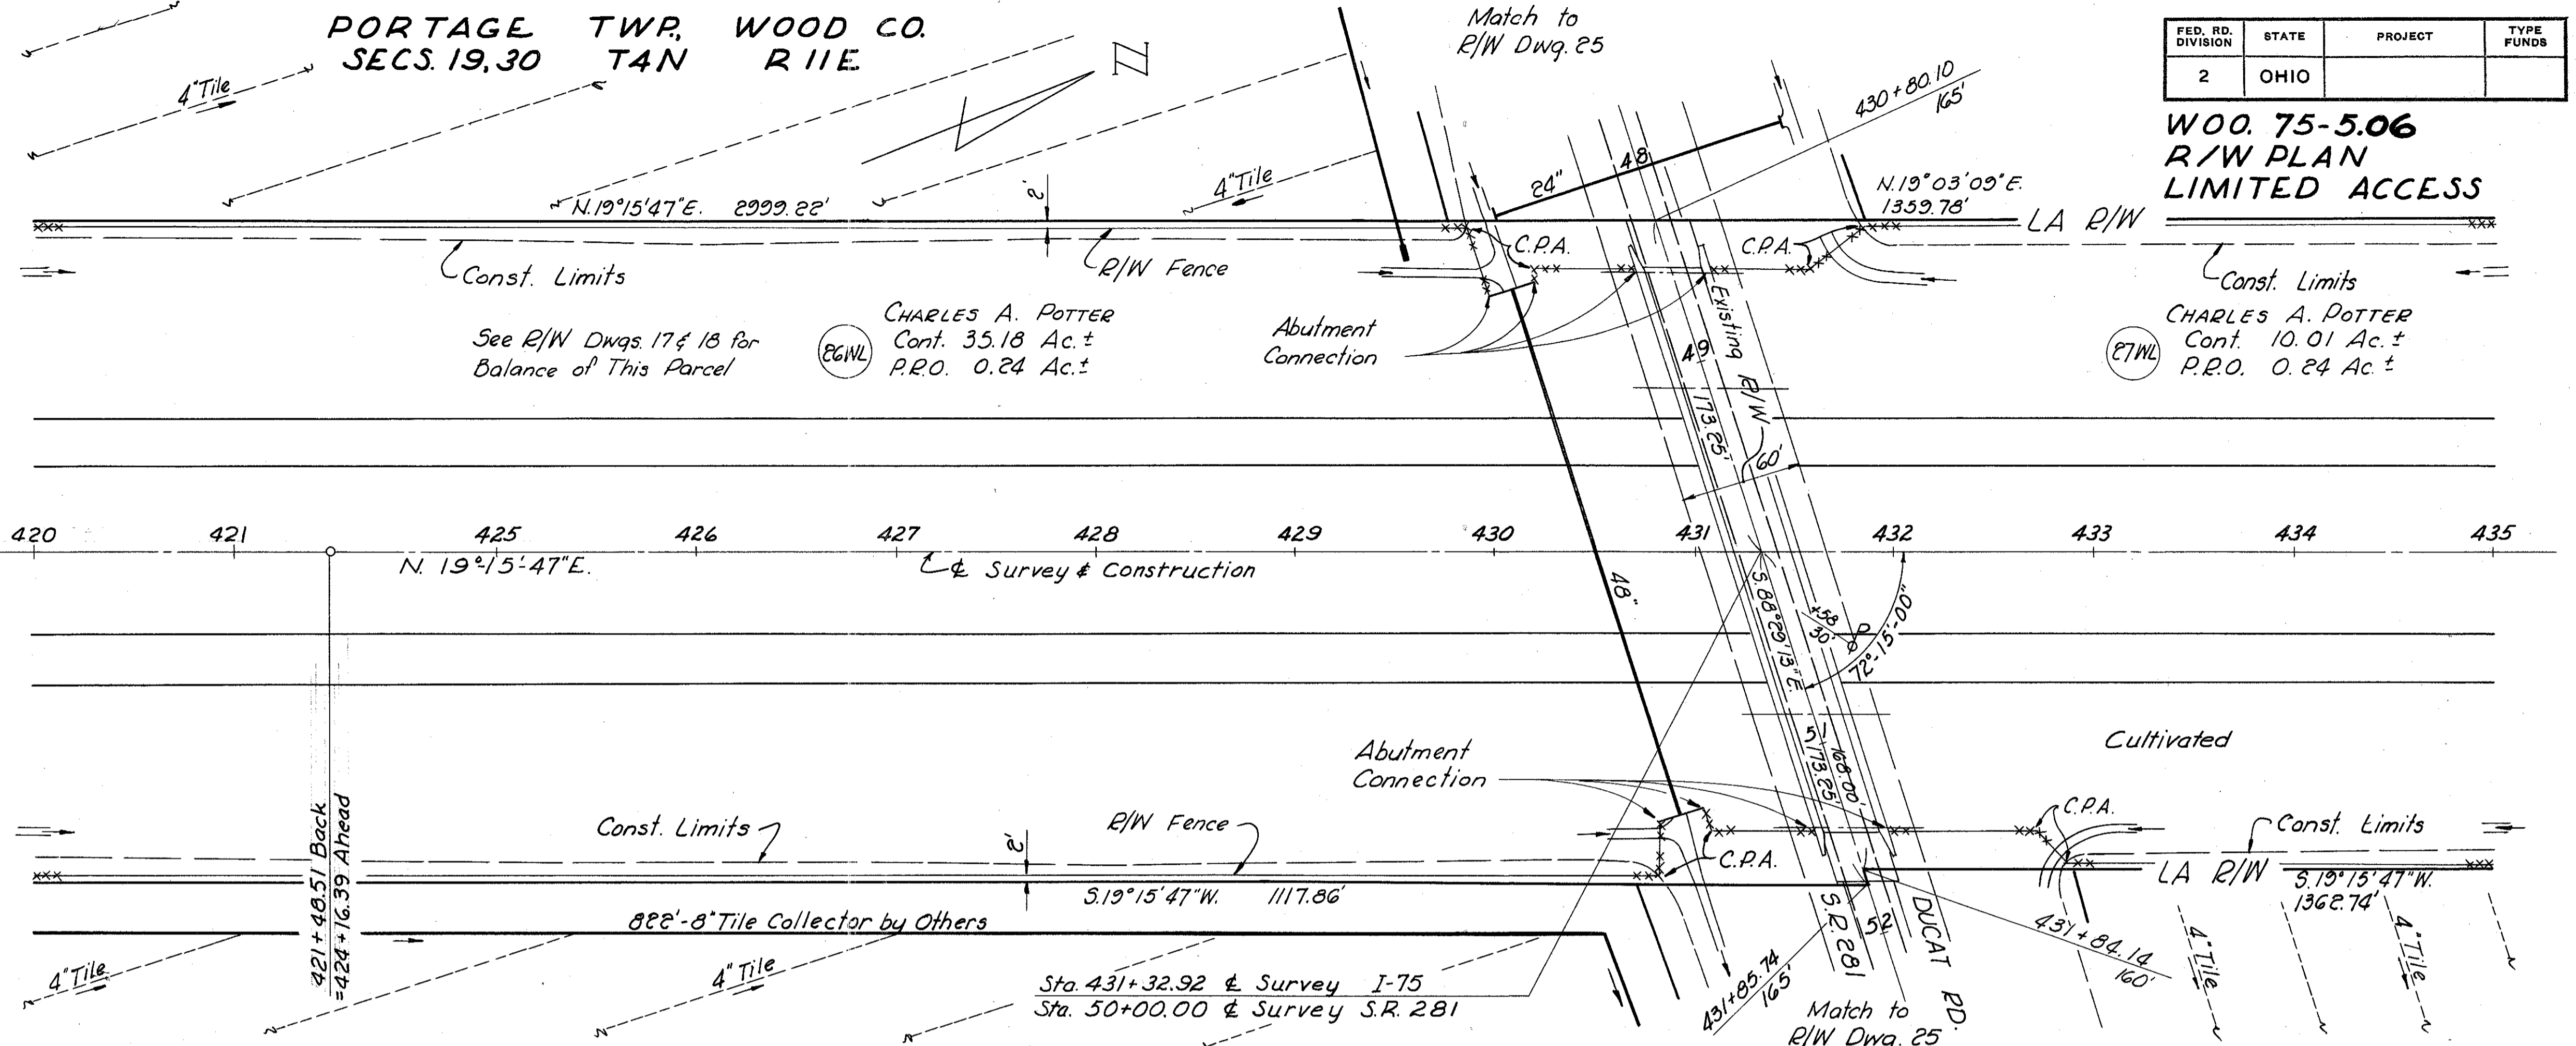 PORTAGE TWP., WOOD CO.
SECS. 19,30 T4N R 11 E
N
Match to
R/W Dwg. 25
FED. RD. DIVISION STATE PROJECT TYPE FUNDS
2 OHIO
WOO. 75-5.06
R/W PLAN
LIMITED ACCESS
4" Tile
N. 19° 15' 47" E. 2999.22'
2'
4" Tile
24"
48
430+80.10
165'
N. 19° 03' 09" E.
1359.78'
LA R/W
xxx
Const. Limits
R/W Fence
C.P.A.
C.P.A.
Const. Limits
See R/W Dwgs. 17 & 18 for
Balance of This Parcel
86WL
CHARLES A. POTTER
Cont. 35.18 Ac. ±
P.R.O. 0.24 Ac. ±
Abutment
Connection
Existing R/W
49
173.25'
60'
87WL
CHARLES A. POTTER
Cont. 10.01 Ac. ±
P.R.O. 0.24 Ac. ±
420 421 425 426 427 428 429 430 431 432 433 434 435
N. 19°-15'-47" E.
℄ Survey & Construction
48"
S. 88° 29' 13" E.
+58
30'
P
72°-15'-00"
421+48.51 Back
=424+16.39 Ahead
Abutment
Connection
51
173.25'
168.00'
Cultivated
Const. Limits
R/W Fence
2'
C.P.A.
C.P.A.
Const. Limits
S. 19° 15' 47" W. 1117.86'
LA R/W
S. 19° 15' 47" W.
1362.74'
822'-8" Tile Collector by Others
S.R. 281
52
DUCAT RD.
431+84.14
160'
4" Tile
4" Tile
4" Tile
4" Tile
Sta. 431+32.92 ℄ Survey I-75
Sta. 50+00.00 ℄ Survey S.R. 281
431+85.74
165'
Match to
R/W Dwg. 25